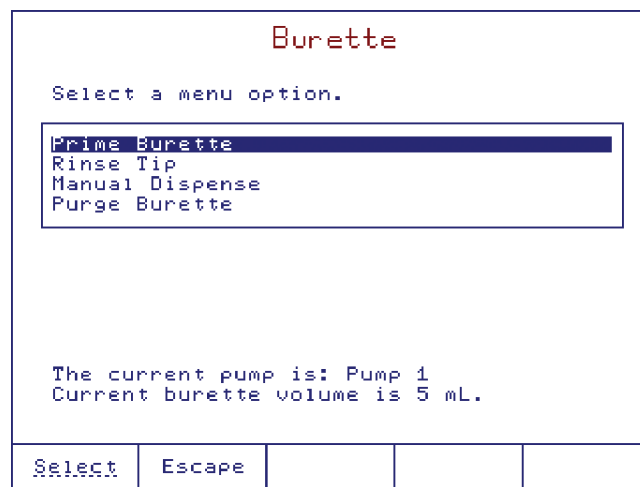 Burette
Select a menu option.
Prime Burette
Rinse Tip
Manual Dispense
Purge Burette
The current pump is: Pump 1
Current burette volume is 5 mL.
Select Escape